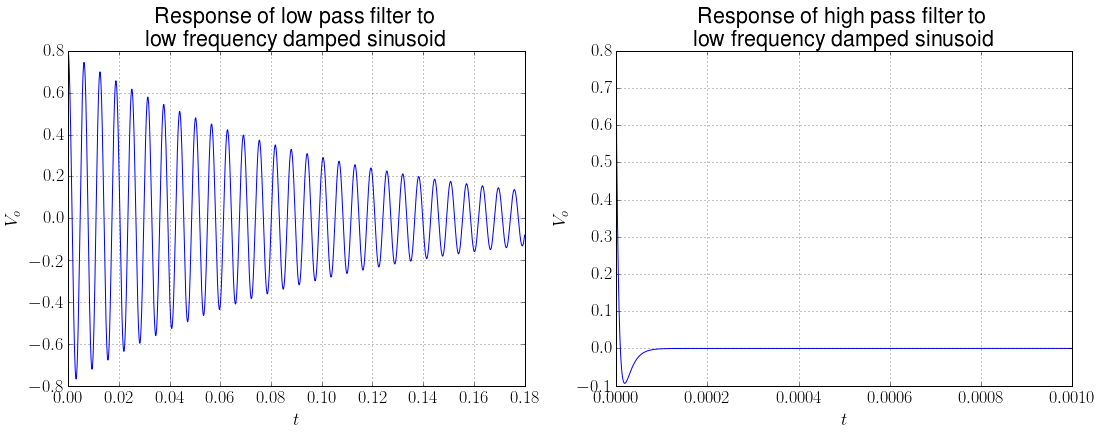 Response of low pass filter to
low frequency damped sinusoid
0.8
0.6
0.4
0.2
0.0
−0.2
−0.4
−0.6
−0.8
V_o
0.00 0.02 0.04 0.06 0.08 0.10 0.12 0.14 0.16 0.18
t
Response of high pass filter to
low frequency damped sinusoid
0.8
0.7
0.6
0.5
0.4
0.3
0.2
0.1
0.0
−0.1
V_o
0.0000 0.0002 0.0004 0.0006 0.0008 0.0010
t